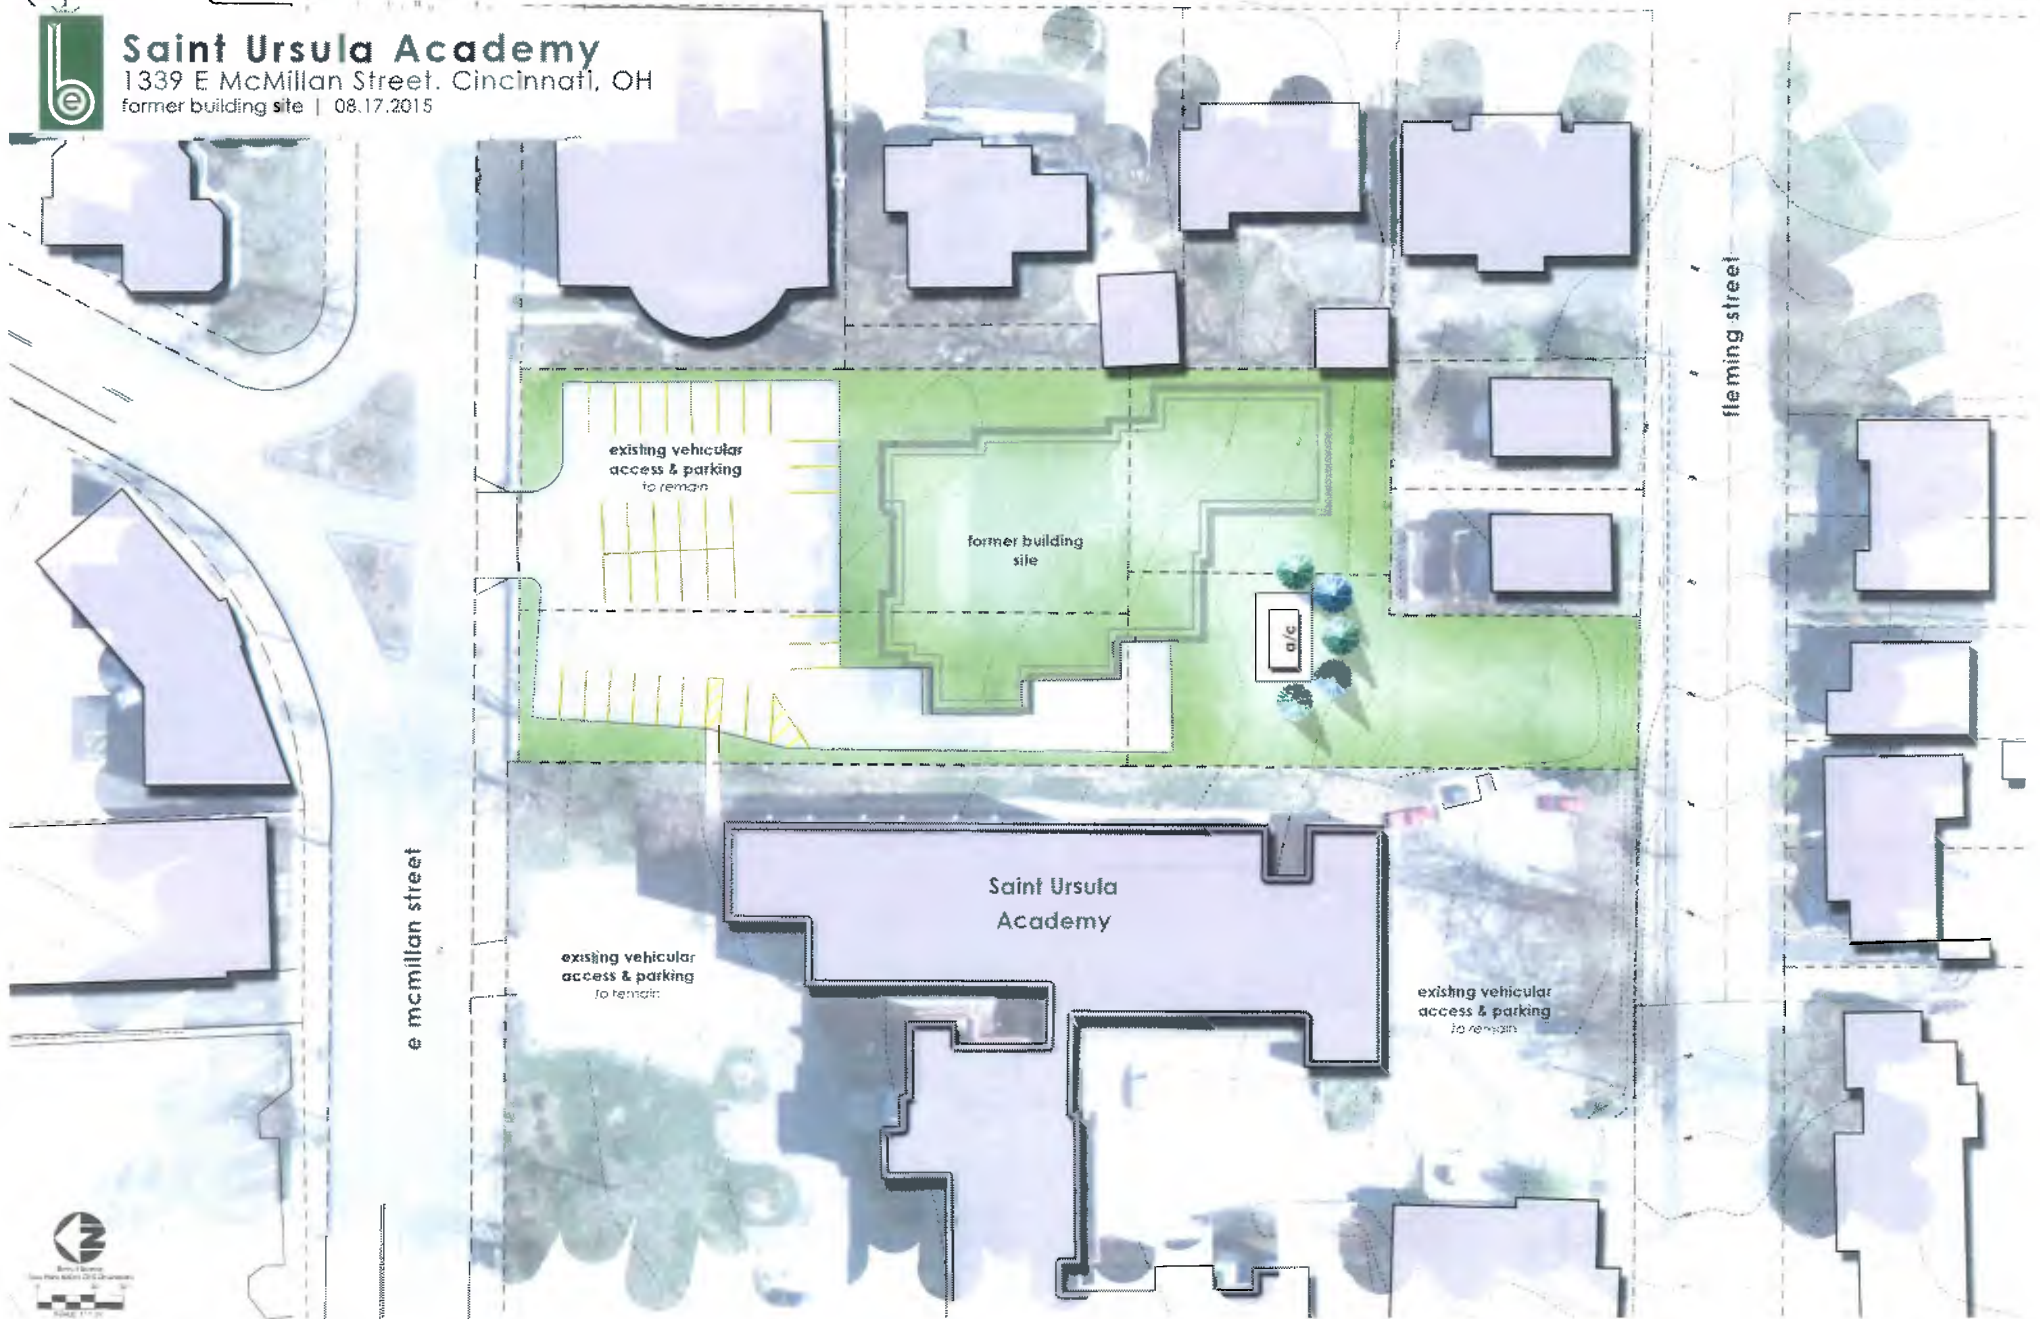 be
Saint Ursula Academy
1339 E McMillan Street. Cincinnati, OH
former building site | 08.17.2015
fleming street
existing vehicular
access & parking
to remain
former building
site
a/c
e mcmillan street
Saint Ursula
Academy
existing vehicular
access & parking
to remain
existing vehicular
access & parking
to remain
N